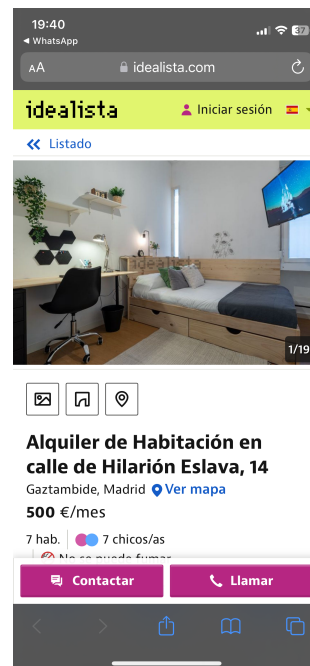 19:40
37
◀ WhatsApp
AA
idealista.com
idealista
Iniciar sesión
Listado
idealista
1/19
Alquiler de Habitación en
calle de Hilarión Eslava, 14
Gaztambide, Madrid
Ver mapa
500 €/mes
7 hab.
7 chicos/as
No se puede fumar
Contactar
Llamar